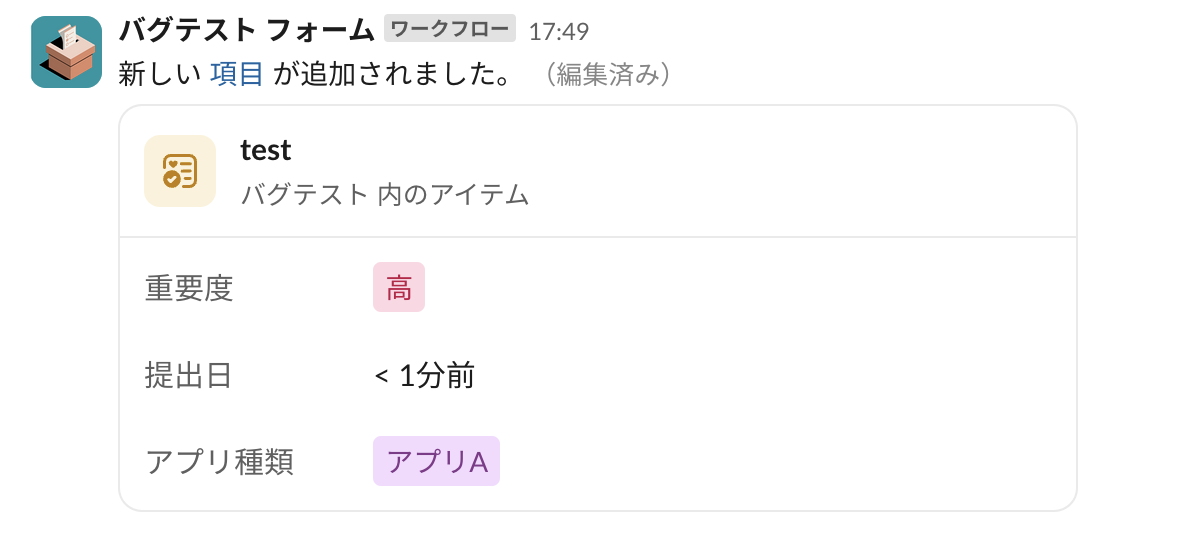 バグテスト フォーム ワークフロー 17:49
新しい 項目 が追加されました。 （編集済み）
test
バグテスト 内のアイテム
重要度 高
提出日 < 1分前
アプリ種類 アプリA